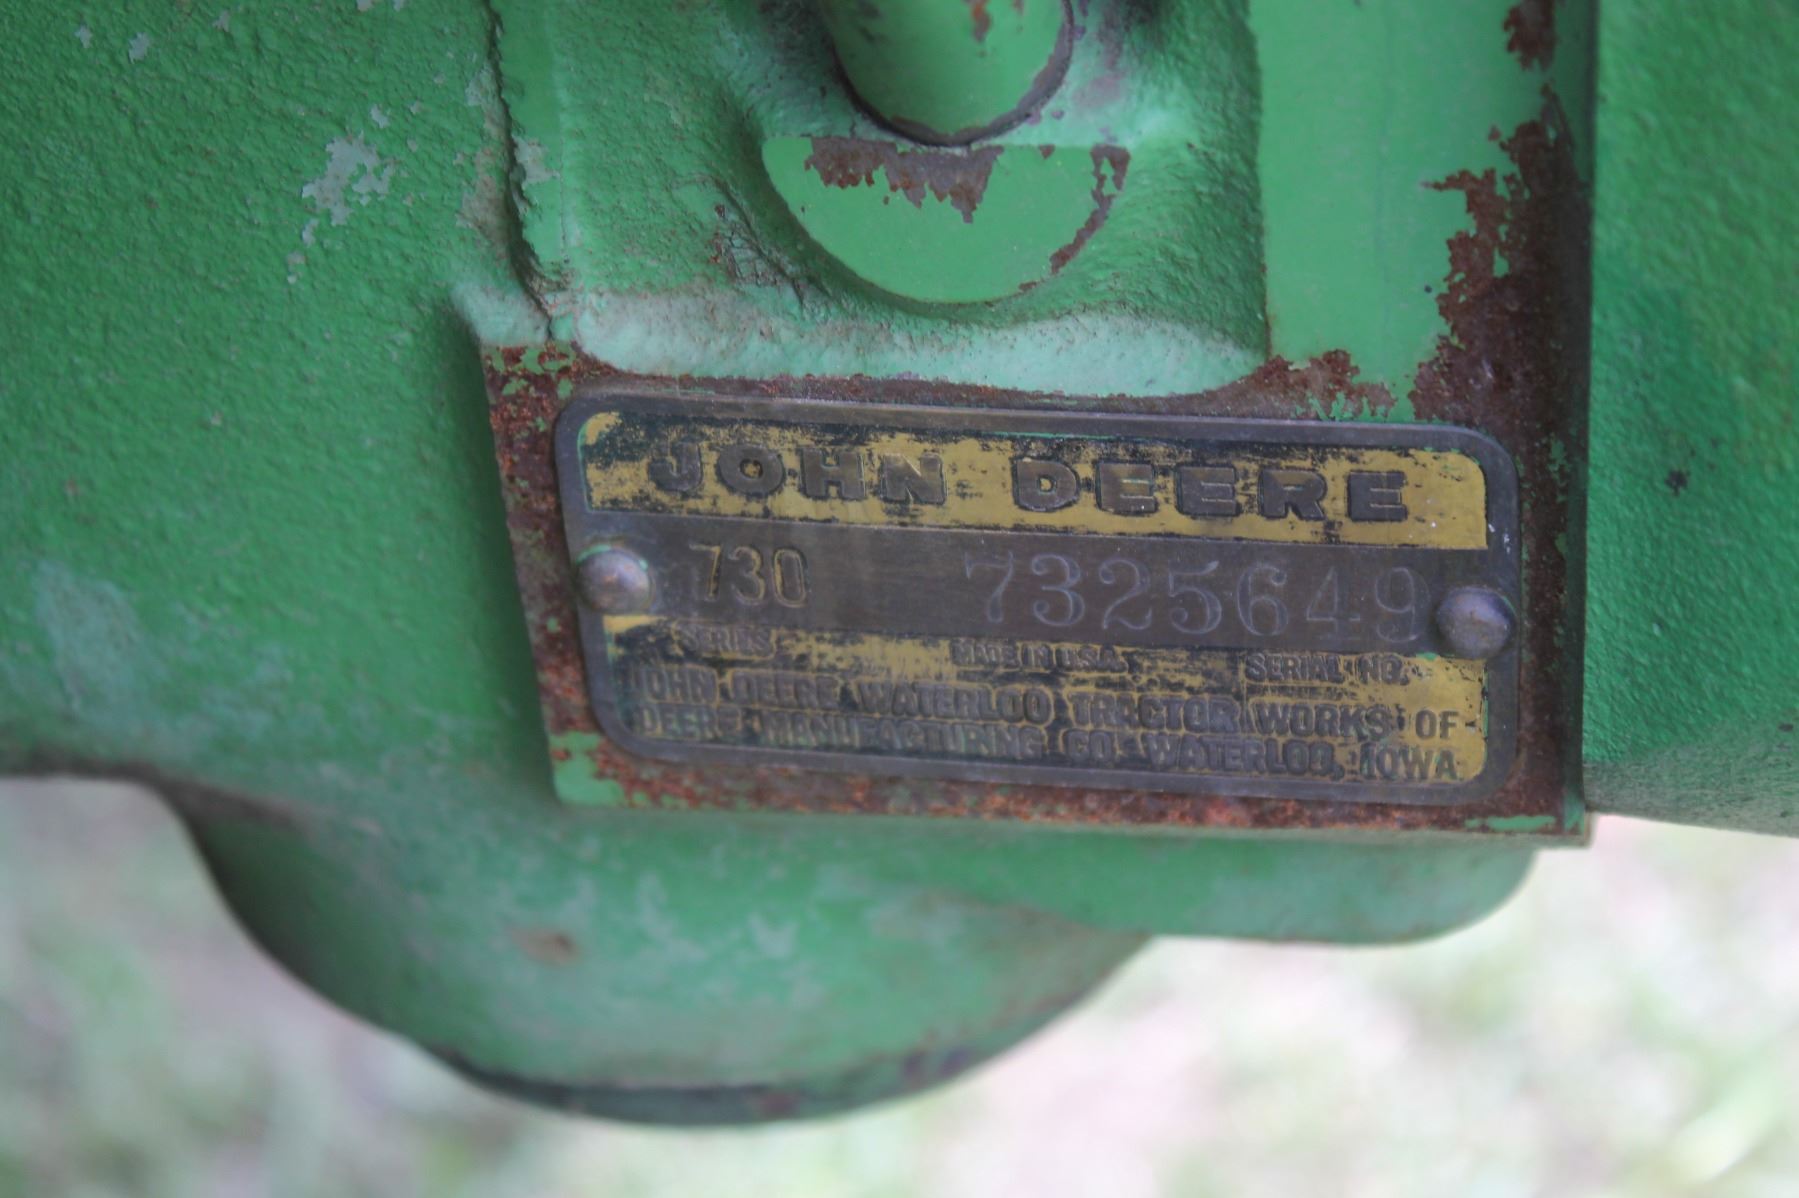 JOHN DEERE
730 7325649
SERIES MADE IN U.S.A. SERIAL NO.
JOHN DEERE WATERLOO TRACTOR WORKS OF
DEERE MANUFACTURING CO. WATERLOO, IOWA